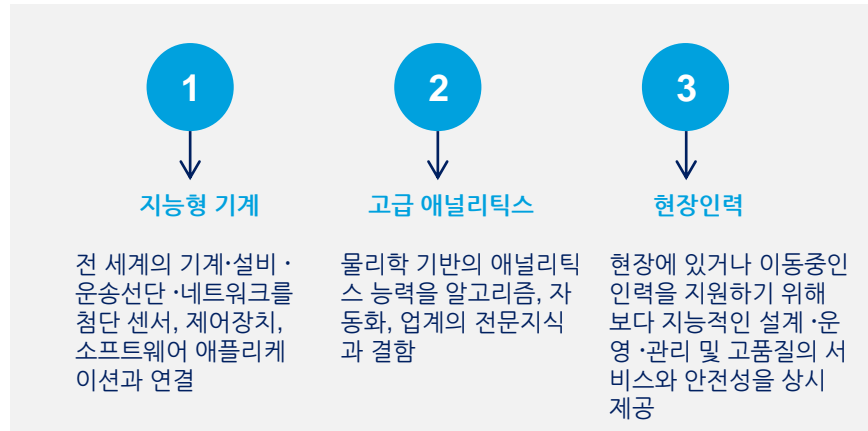 1
2
3
지능형 기계
고급 애널리틱스
현장인력
전 세계의 기계·설비 ·
운송선단 ·네트워크를
첨단 센서, 제어장치,
소프트웨어 애플리케
이션과 연결
물리학 기반의 애널리틱
스 능력을 알고리즘, 자
동화, 업계의 전문지식
과 결함
현장에 있거나 이동중인
인력을 지원하기 위해
보다 지능적인 설계 ·운
영 ·관리 및 고품질의 서
비스와 안전성을 상시
제공